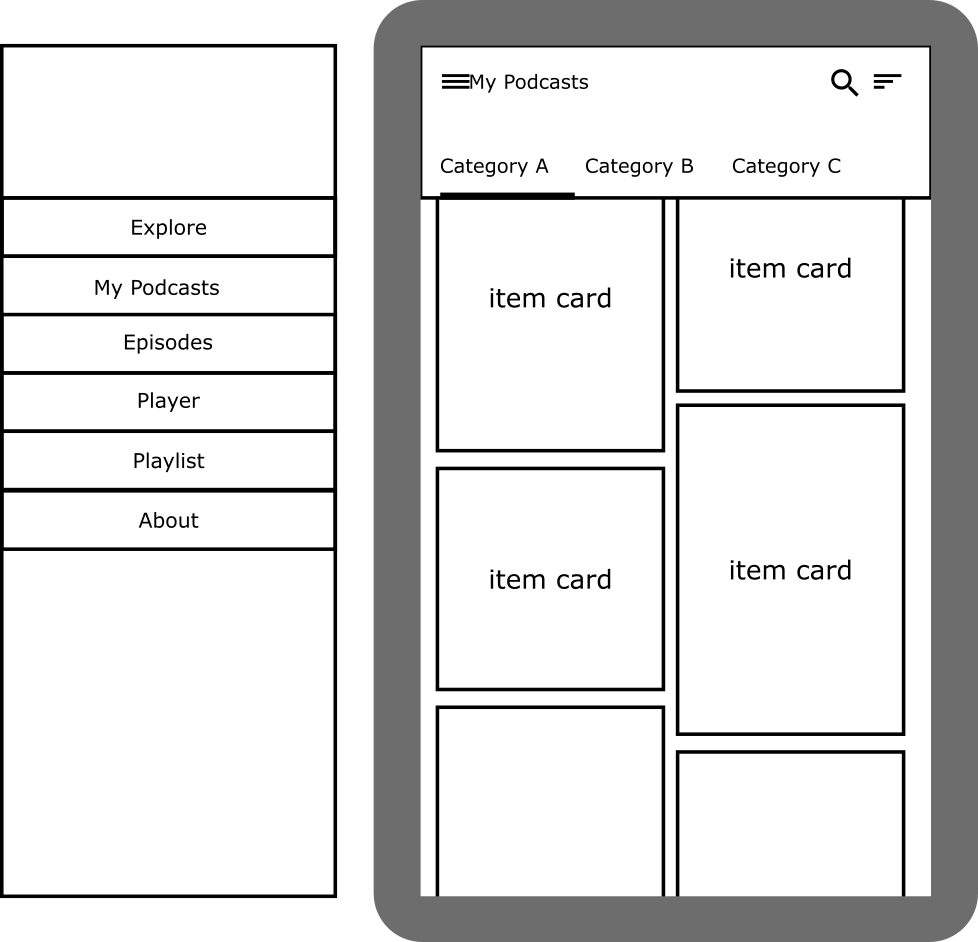 Explore
My Podcasts
Episodes
Player
Playlist
About
My Podcasts
Category A Category B Category C
item card
item card
item card
item card